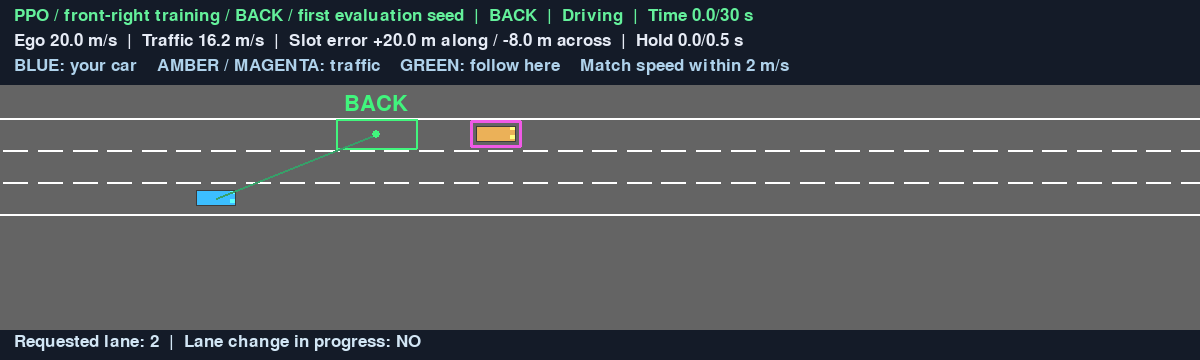 PPO / front-right training / BACK / first evaluation seed | BACK | Driving | Time 0.0/30 s
Ego 20.0 m/s | Traffic 16.2 m/s | Slot error +20.0 m along / -8.0 m across | Hold 0.0/0.5 s
BLUE: your car AMBER / MAGENTA: traffic GREEN: follow here Match speed within 2 m/s
BACK
Requested lane: 2 | Lane change in progress: NO